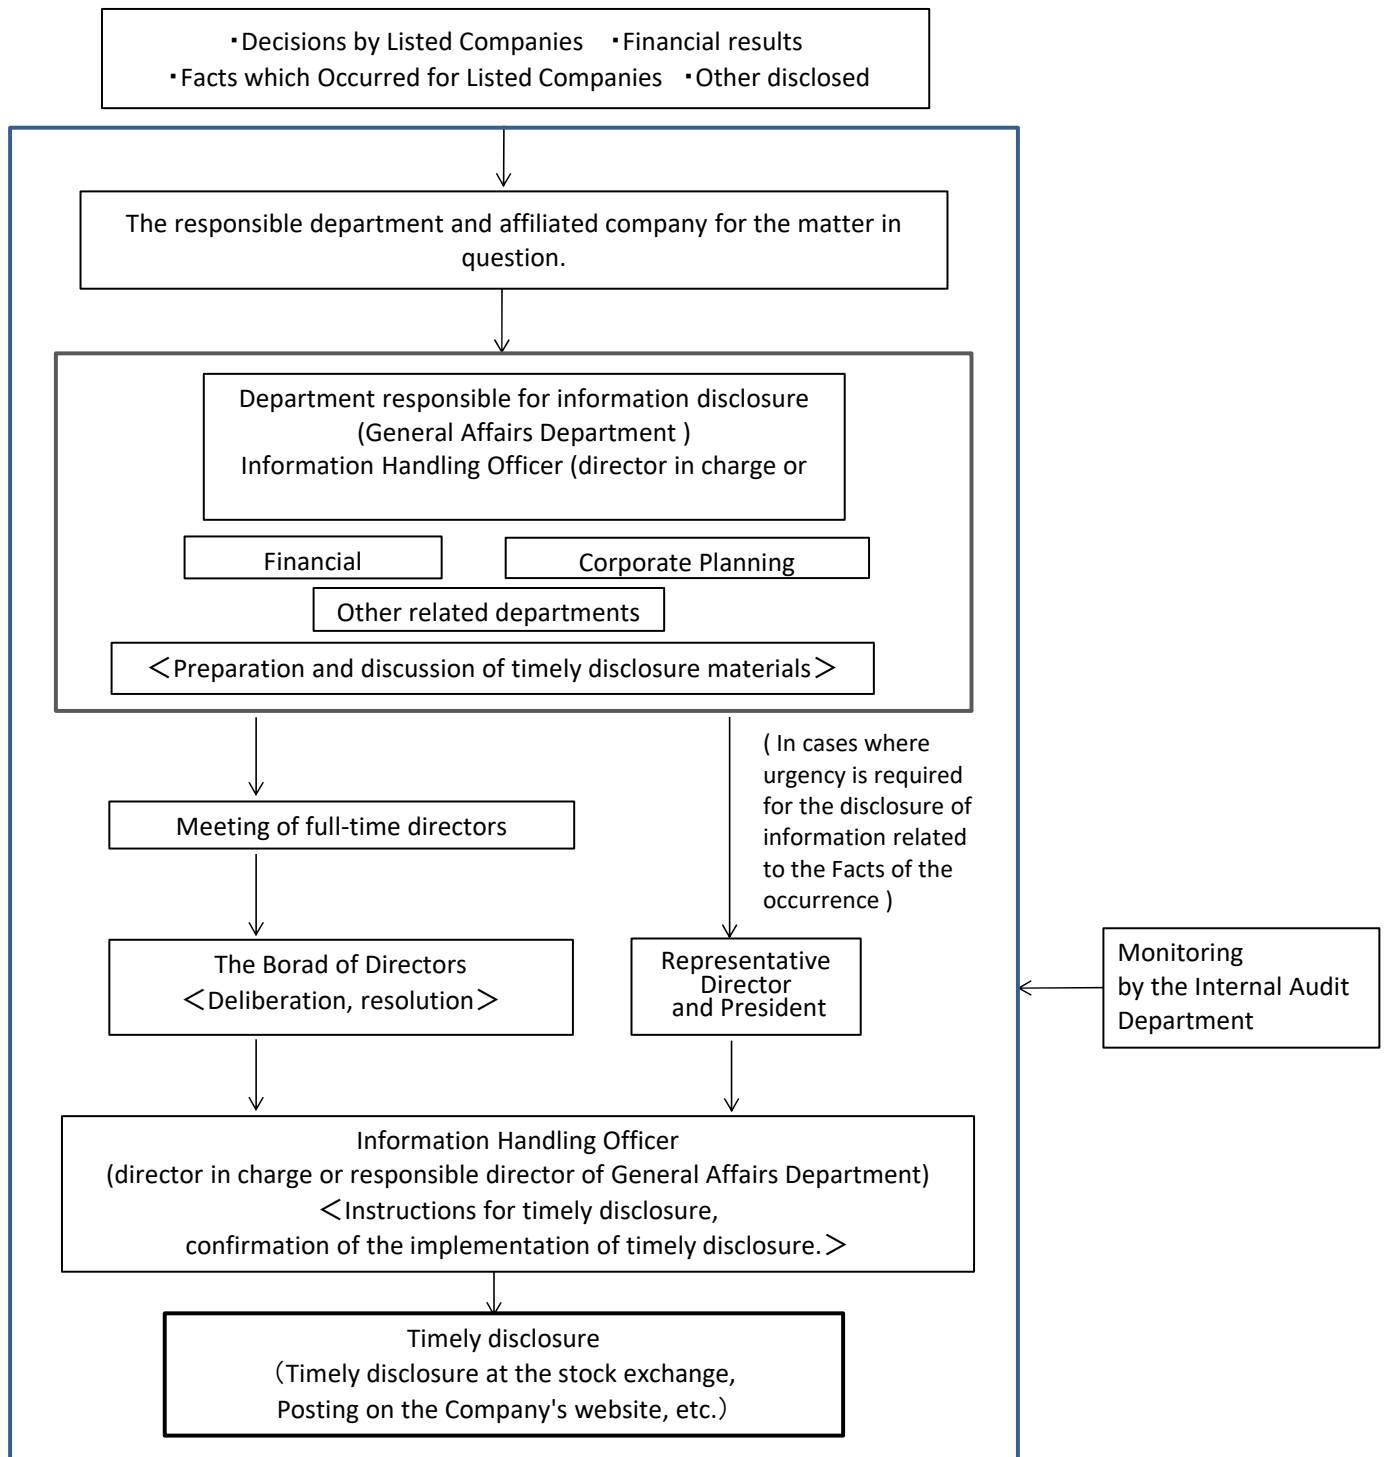 ・Decisions by Listed Companies ・Financial results
・Facts which Occurred for Listed Companies ・Other disclosed
The responsible department and affiliated company for the matter in
question.
Department responsible for information disclosure
(General Affairs Department )
Information Handling Officer (director in charge or
Financial
Corporate Planning
Other related departments
＜Preparation and discussion of timely disclosure materials＞
( In cases where
urgency is required
for the disclosure of
information related
to the Facts of the
occurrence )
Meeting of full-time directors
The Borad of Directors
＜Deliberation, resolution＞
Representative
Director
and President
Monitoring
by the Internal Audit
Department
Information Handling Officer
(director in charge or responsible director of General Affairs Department)
＜Instructions for timely disclosure,
confirmation of the implementation of timely disclosure.＞
Timely disclosure
（Timely disclosure at the stock exchange,
Posting on the Company's website, etc.）